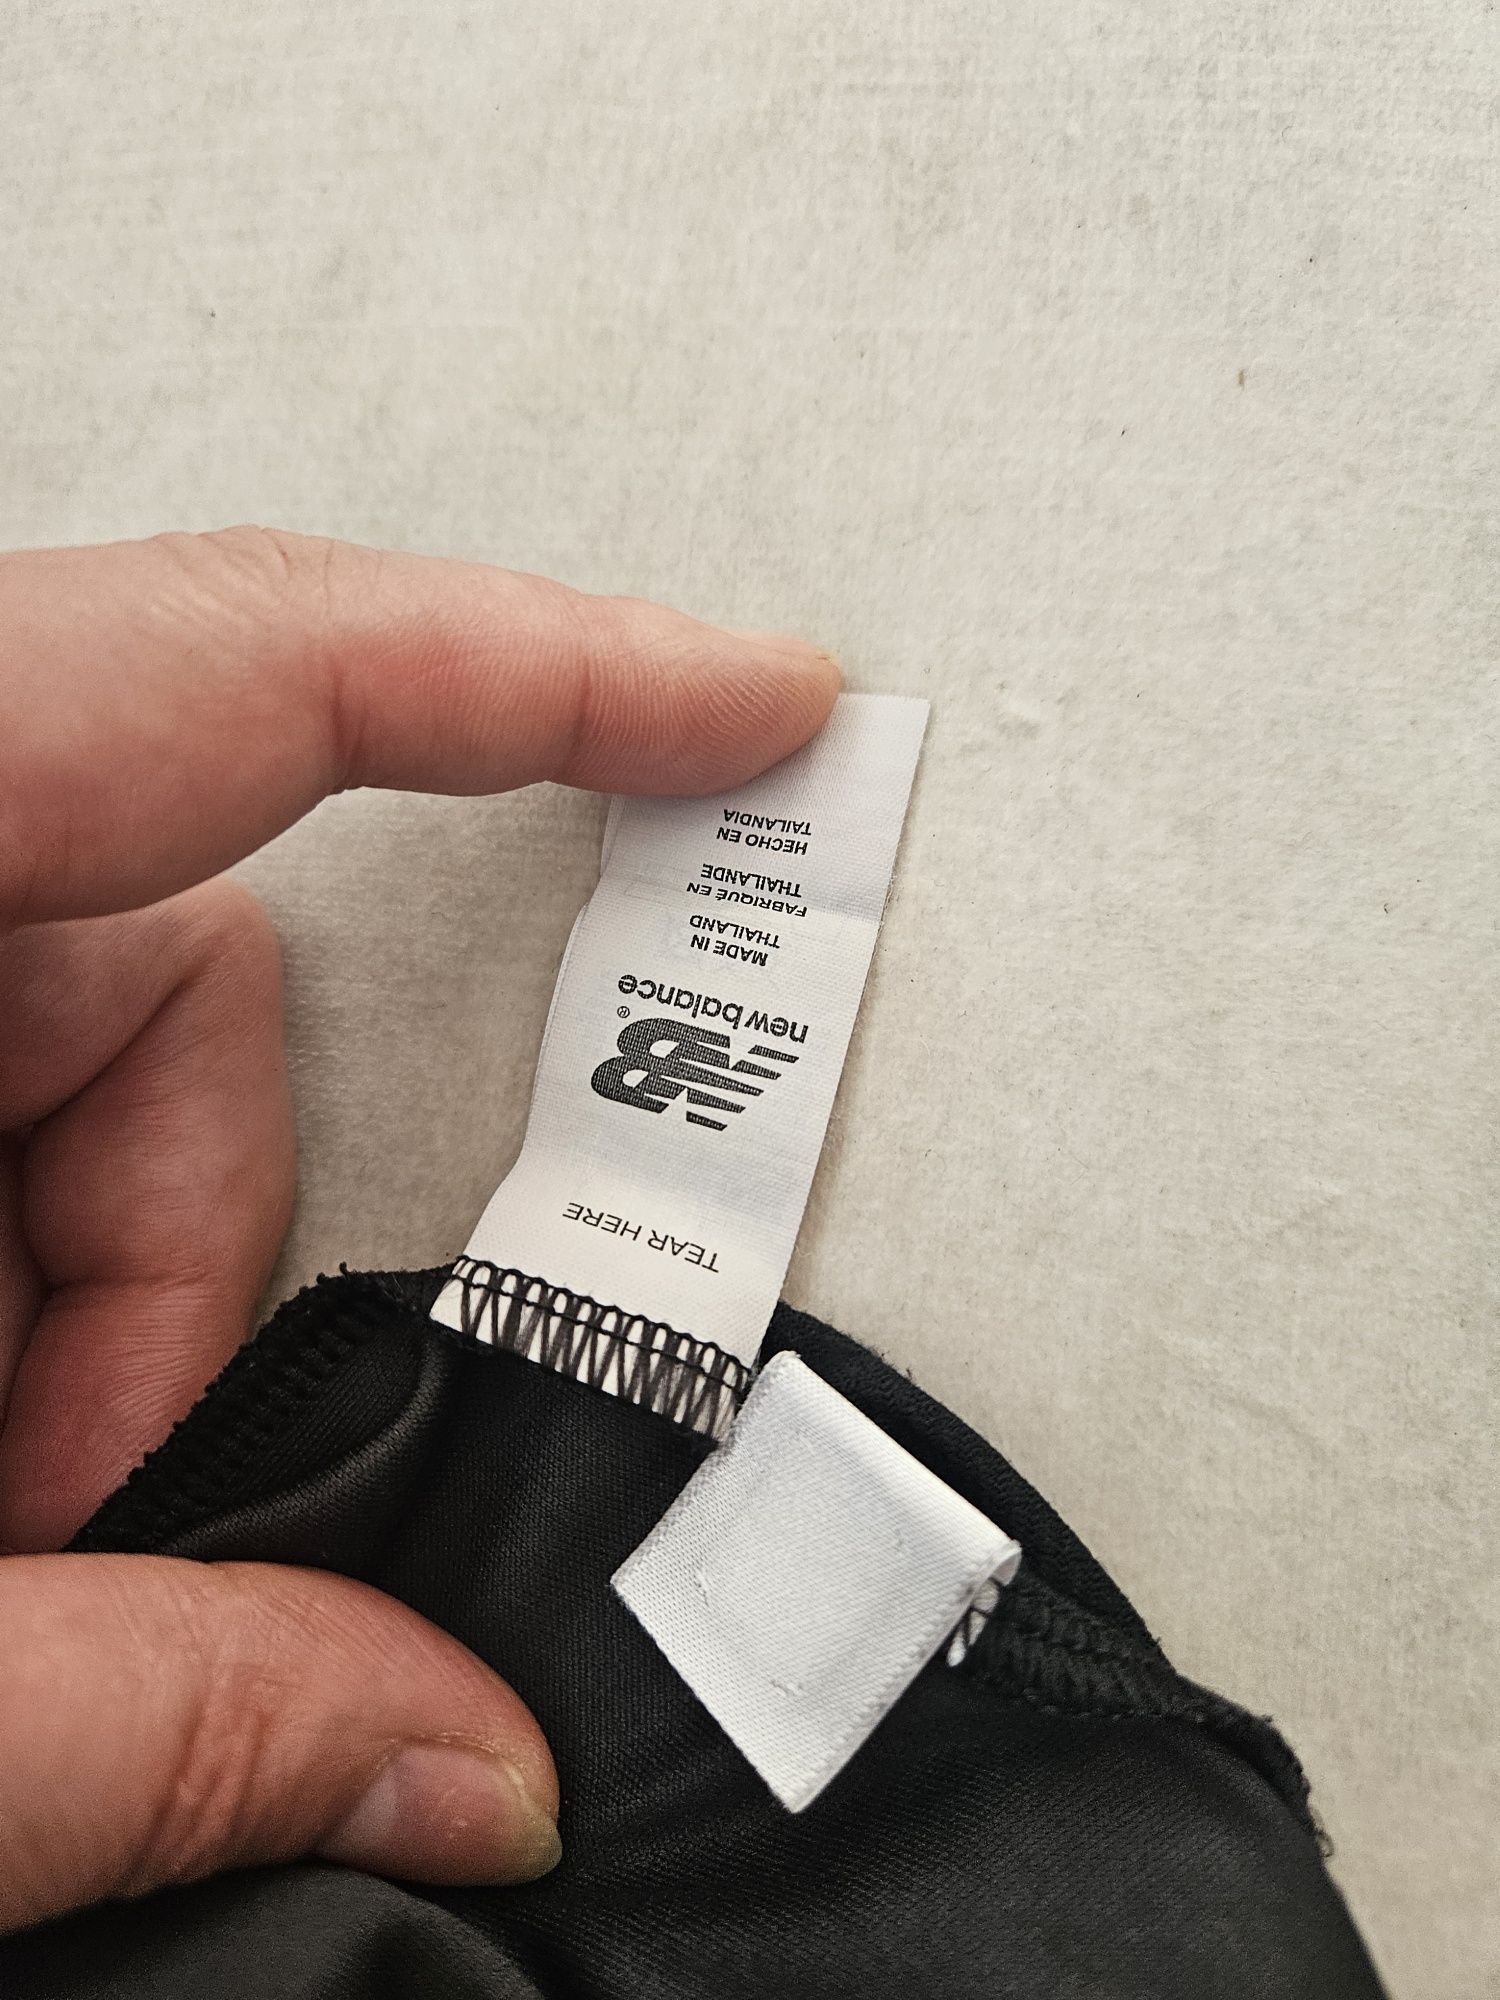 TEAR HERE
NB
new balance®
MADE IN
THAILAND
FABRIQUÉ EN
THAILANDE
HECHO EN
TAILANDIA